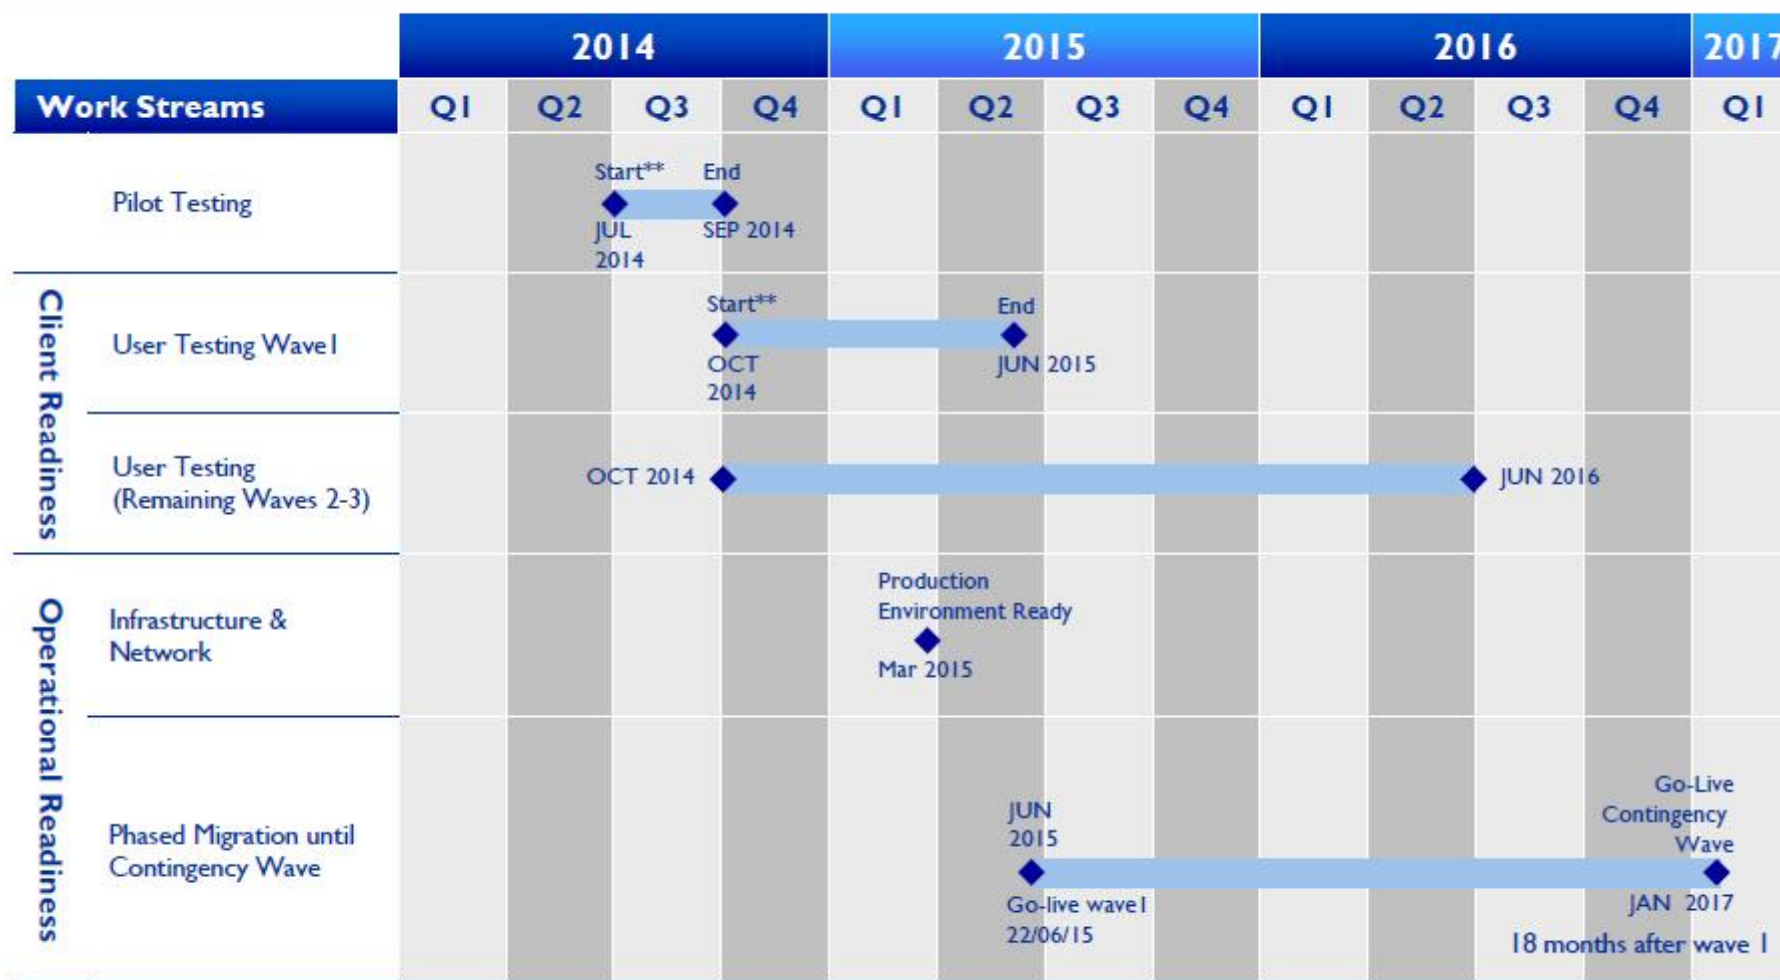 2014 2015 2016 2017
Work Streams Q1 Q2 Q3 Q4 Q1 Q2 Q3 Q4 Q1 Q2 Q3 Q4 Q1
Pilot Testing
Start** End
JUL SEP 2014
2014
Client Readiness
User Testing Wave1
Start** End
OCT JUN 2015
2014
User Testing
(Remaining Waves 2-3)
OCT 2014 JUN 2016
Operational Readiness
Infrastructure &
Network
Production
Environment Ready
Mar 2015
Phased Migration until
Contingency Wave
JUN
2015
Go-live wave1
22/06/15
Go-Live
Contingency
Wave
JAN 2017
18 months after wave 1